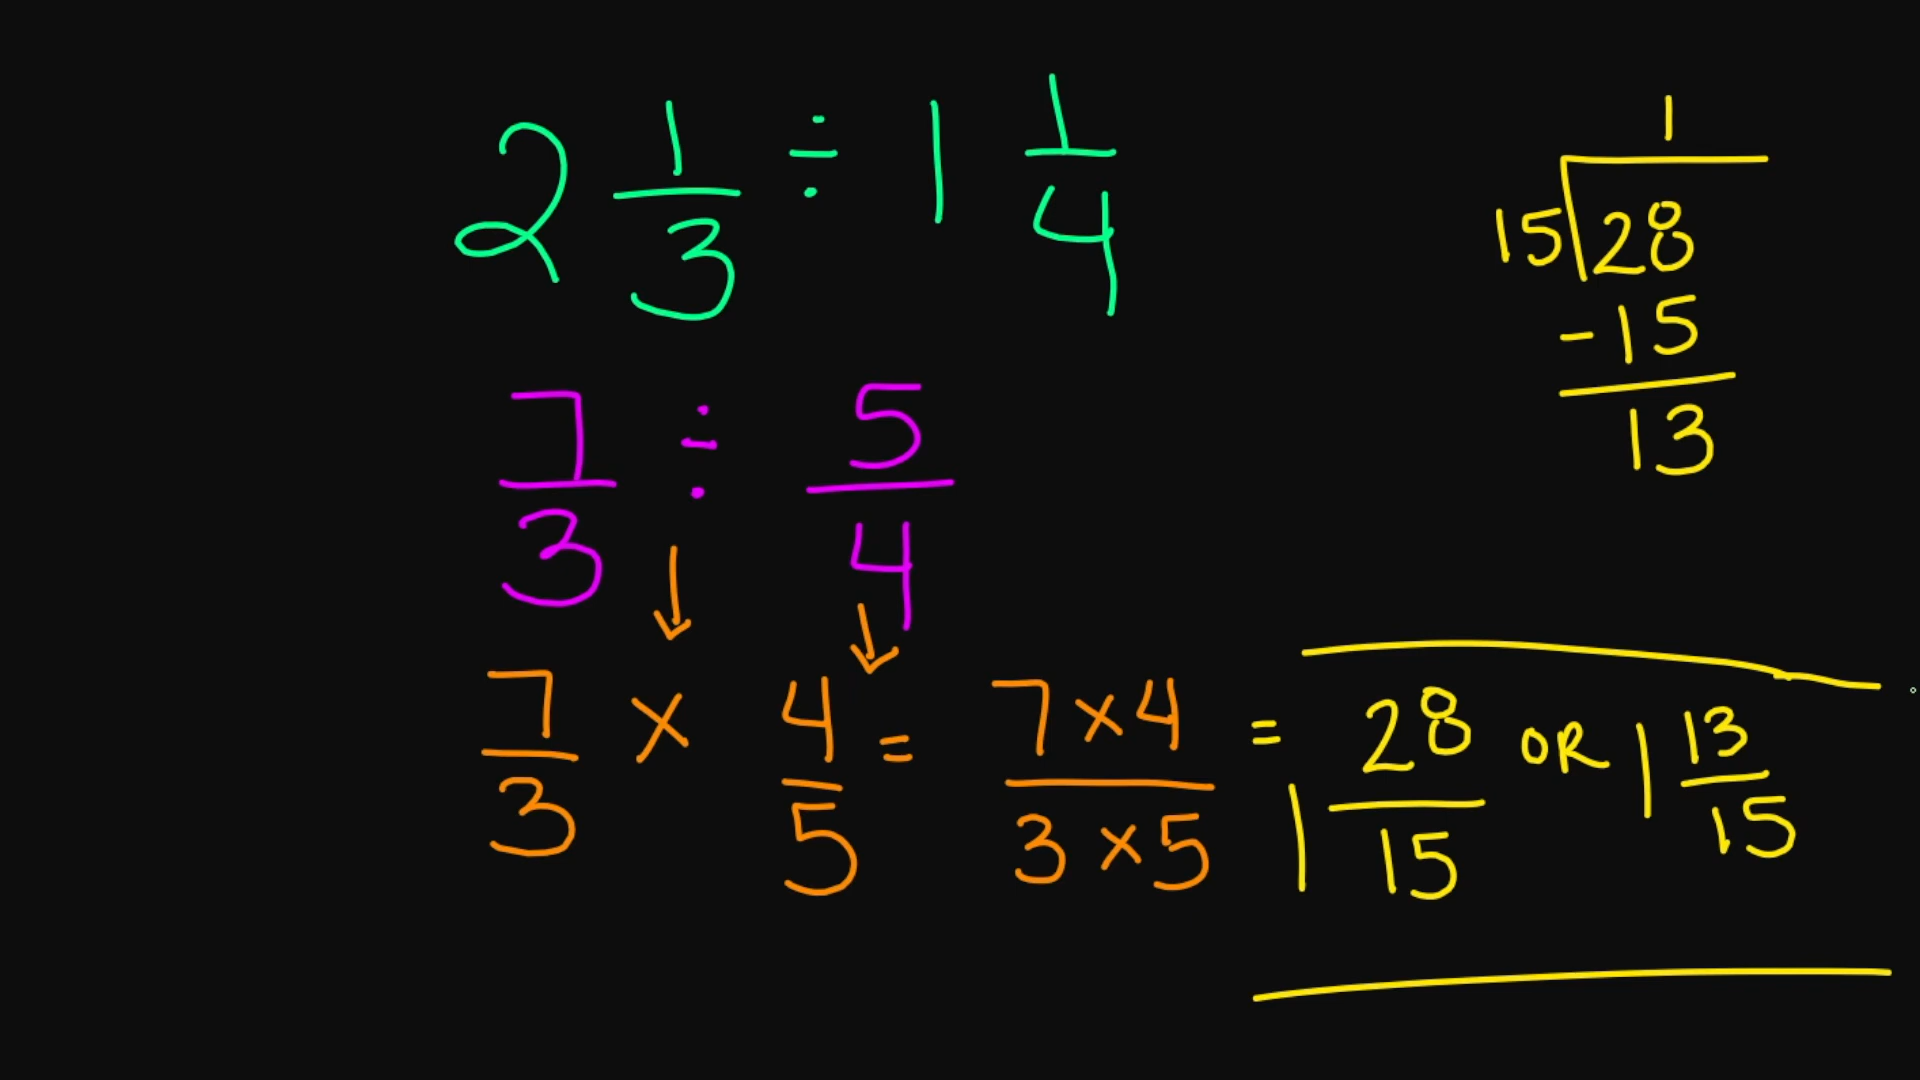 2 1/3 ÷ 1 1/4
7/3 ÷ 5/4
7/3 × 4/5 = 7×4/3×5 = 28/15 OR 1 13/15
1
15 28
-15
13